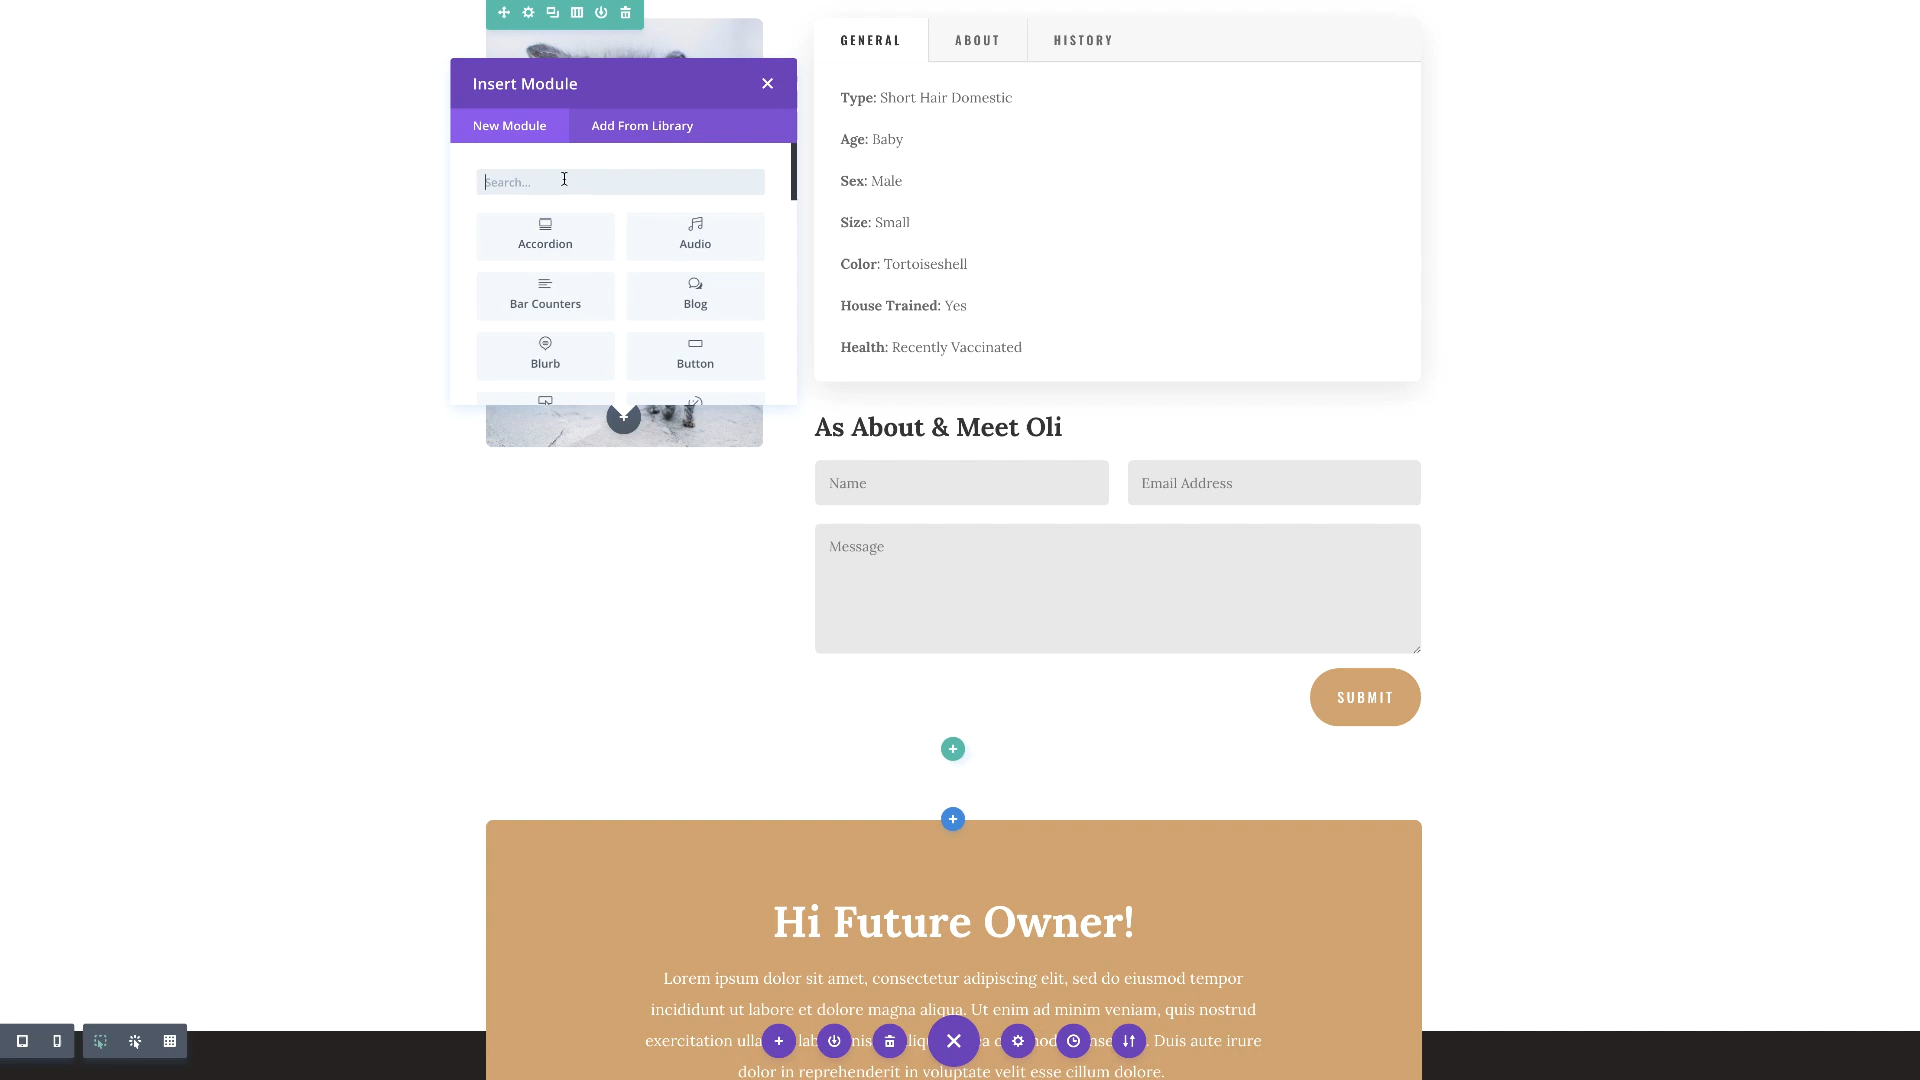 Insert Module
New Module
Add From Library
Search...
Accordion
Audio
Bar Counters
Blog
Blurb
Button
GENERAL
ABOUT
HISTORY
Type: Short Hair Domestic
Age: Baby
Sex: Male
Size: Small
Color: Tortoiseshell
House Trained: Yes
Health: Recently Vaccinated
As About & Meet Oli
Name
Email Address
Message
SUBMIT
Hi Future Owner!
Lorem ipsum dolor sit amet, consectetur adipiscing elit, sed do eiusmod tempor
incididunt ut labore et dolore magna aliqua. Ut enim ad minim veniam, quis nostrud
exercitation Duis aute irure
dolor in reprehenderit in voluptate velit esse cillum dolore.